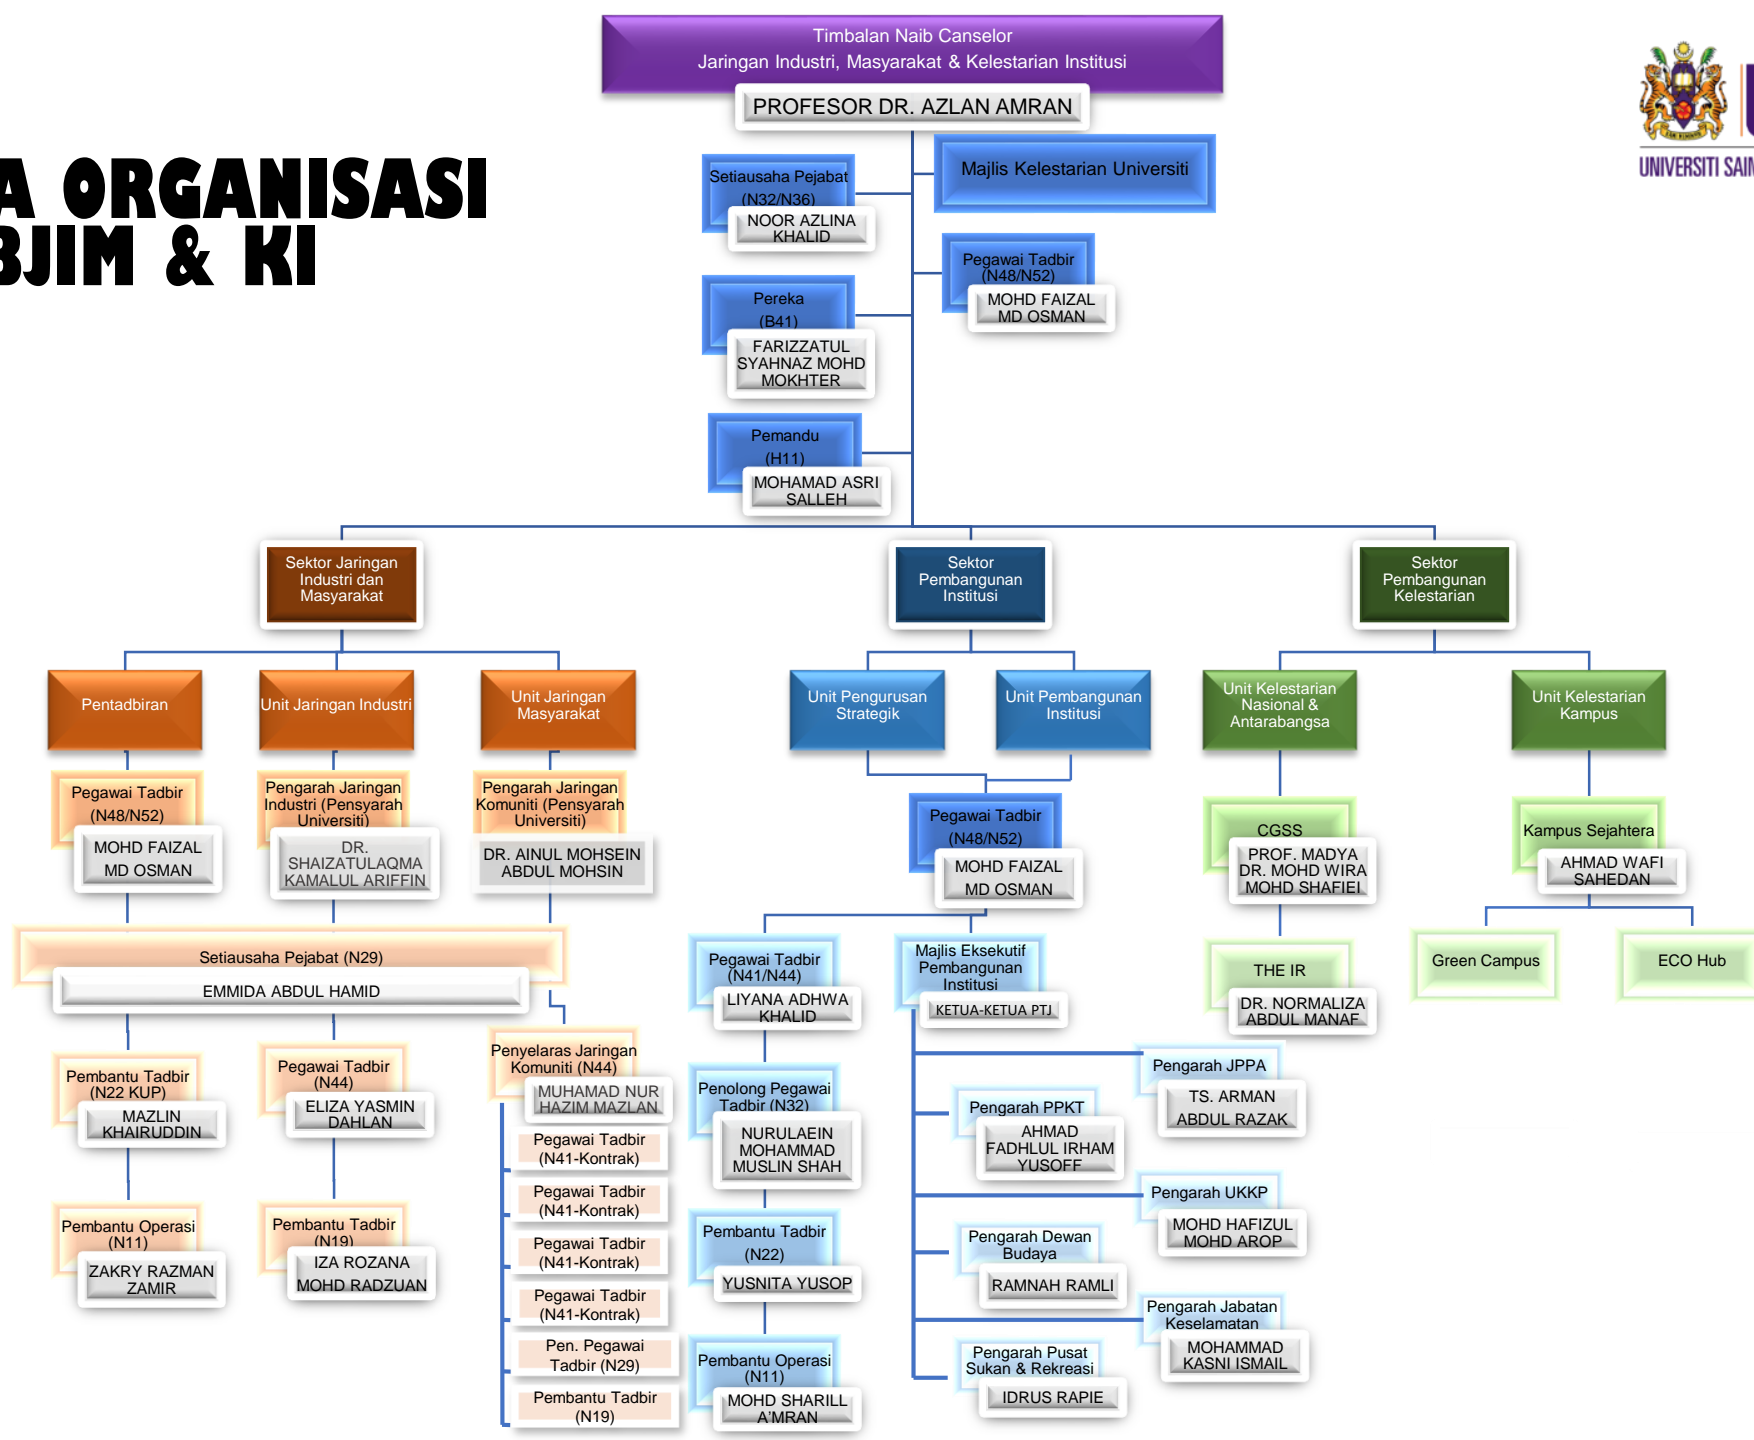 Timbalan Naib Canselor
Jaringan Industri, Masyarakat & Kelestarian Institusi
PROFESOR DR. AZLAN AMRAN
UNIVERSITI
A ORGANISASI
BJIM & KI
Majlis Kelestarian Universiti
Setiausaha Pejabat
(N32/N36)
NOOR AZLINA
KHALID
Pegawai Tadbir
(N48/N52)
MOHD FAIZAL
MD OSMAN
Pereka
(B41)
FARIZZATUL
SYAHNAZ MOHD
MOKHTER
Pemandu
(H11)
MOHAMAD ASRI
SALLEH
Sektor Jaringan
Industri dan
Masyarakat
Sektor
Pembangunan
Institusi
Sektor
Pembangunan
Kelestarian
Pentadbiran
Unit Jaringan Industri
Unit Jaringan
Masyarakat
Unit Pengurusan
Strategik
Unit Pembangunan
Institusi
Unit Kelestarian
Nasional &
Antarabangsa
Unit Kelestarian
Kampus
Pegawai Tadbir
(N48/N52)
MOHD FAIZAL
MD OSMAN
Pengarah Jaringan
Industri (Pensyarah
Universiti)
DR.
SHAIZATULAQMA
KAMALUL ARIFFIN
Pengarah Jaringan
Komuniti (Pensyarah
Universiti)
DR. AINUL MOHSEIN
ABDUL MOHSIN
Pegawai Tadbir
(N48/N52)
MOHD FAIZAL
MD OSMAN
CGSS
PROF. MADYA
DR. MOHD WIRA
MOHD SHAFIEI
Kampus Sejahtera
AHMAD WAFI
SAHEDAN
Setiausaha Pejabat (N29)
EMMIDA ABDUL HAMID
Pegawai Tadbir
(N41/N44)
LIYANA ADHWA
KHALID
Majlis Eksekutif
Pembangunan
Institusi
KETUA-KETUA PTJ
THE IR
DR. NORMALIZA
ABDUL MANAF
Green Campus
ECO Hub
Pembantu Tadbir
(N22 KUP)
MAZLIN
KHAIRUDDIN
Pegawai Tadbir
(N44)
ELIZA YASMIN
DAHLAN
Penyelaras Jaringan
Komuniti (N44)
MUHAMAD NUR
HAZIM MAZLAN
Pegawai Tadbir
(N41-Kontrak)
Pegawai Tadbir
(N41-Kontrak)
Pegawai Tadbir
(N41-Kontrak)
Pegawai Tadbir
(N41-Kontrak)
Pen. Pegawai
Tadbir (N29)
Pembantu Tadbir
(N19)
Pembantu Operasi
(N11)
ZAKRY RAZMAN
ZAMIR
Pembantu Tadbir
(N19)
IZA ROZANA
MOHD RADZUAN
Penolong Pegawai
Tadbir (N32)
NURULAEIN
MOHAMMAD
MUSLIN SHAH
Pembantu Tadbir
(N22)
YUSNITA YUSOP
Pembantu Operasi
(N11)
MOHD SHARILL
A'MRAN
Pengarah JPPA
TS. ARMAN
ABDUL RAZAK
Pengarah PPKT
AHMAD
FADHLUL IRHAM
YUSOFF
Pengarah UKKP
MOHD HAFIZUL
MOHD AROP
Pengarah Dewan
Budaya
RAMNAH RAMLI
Pengarah Jabatan
Keselamatan
MOHAMMAD
KASNI ISMAIL
Pengarah Pusat
Sukan & Rekreasi
IDRUS RAPIE